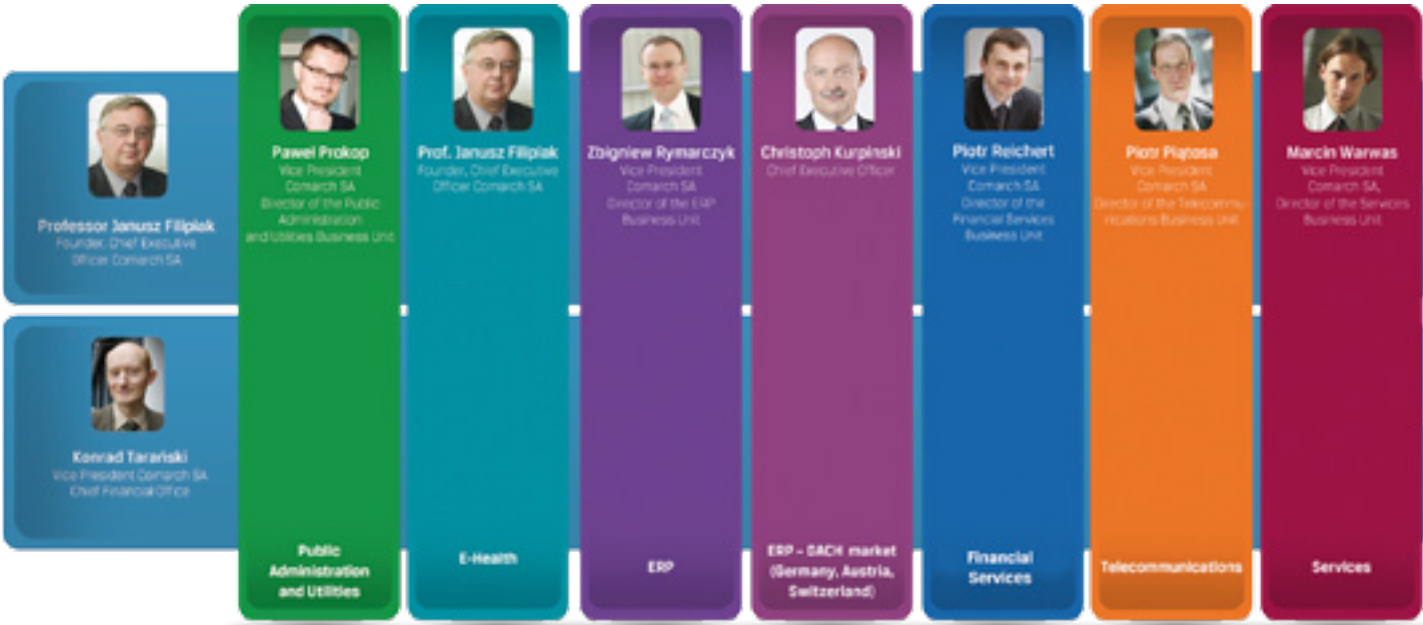 Professor Janusz Filipiak
Founder, Chief Executive
Officer Comarch SA
Konrad Tarański
Vice President Comarch SA
Chief Financial Office
Paweł Prokop
Vice President
Comarch SA
Director of the Public
Administration
and Utilities Business Unit
Public
Administration
and Utilities
Prof. Janusz Filipiak
Founder, Chief Executive
Officer Comarch SA
E-Health
Zbigniew Rymarczyk
Vice President
Comarch SA
Director of the ERP
Business Unit
ERP
Christoph Kurpinski
Chief Executive Officer
ERP – DACH market
(Germany, Austria,
Switzerland)
Piotr Reichert
Vice President
Comarch SA
Director of the
Financial Services
Business Unit
Financial
Services
Piotr Piątosa
Vice President
Comarch SA
Director of the Telecommu-
nications Business Unit
Telecommunications
Marcin Warwas
Vice President
Comarch SA,
Director of the Services
Business Unit
Services